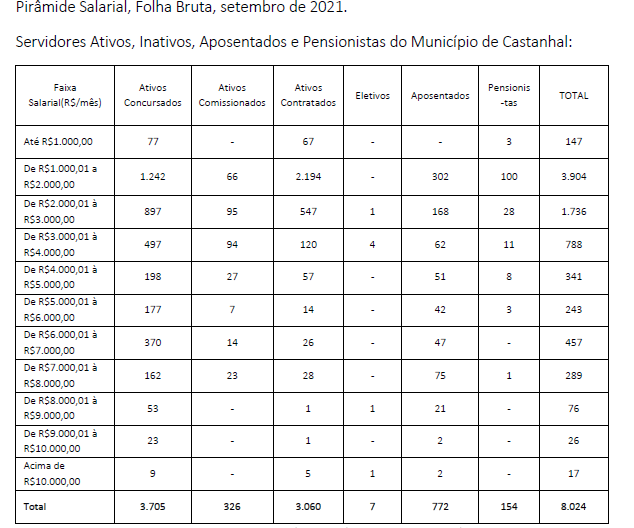 Pirâmide Salarial, Folha Bruta, setembro de 2021.
Servidores Ativos, Inativos, Aposentados e Pensionistas do Município de Castanhal:
Faixa Salarial(R$/mês) Ativos Concursados Ativos Comissionados Ativos Contratados Eletivos Aposentados Pensionis-tas TOTAL
Até R$1.000,00 77 - 67 - - 3 147
De R$1.000,01 a R$2.000,00 1.242 66 2.194 - 302 100 3.904
De R$2.000,01 à R$3.000,00 897 95 547 1 168 28 1.736
De R$3.000,01 à R$4.000,00 497 94 120 4 62 11 788
De R$4.000,01 à R$5.000,00 198 27 57 - 51 8 341
De R$5.000,01 à R$6.000,00 177 7 14 - 42 3 243
De R$6.000,01 à R$7.000,00 370 14 26 - 47 - 457
De R$7.000,01 à R$8.000,00 162 23 28 - 75 1 289
De R$8.000,01 à R$9.000,00 53 - 1 1 21 - 76
De R$9.000,01 à R$10.000,00 23 - 1 - 2 - 26
Acima de R$10.000,00 9 - 5 1 2 - 17
Total 3.705 326 3.060 7 772 154 8.024